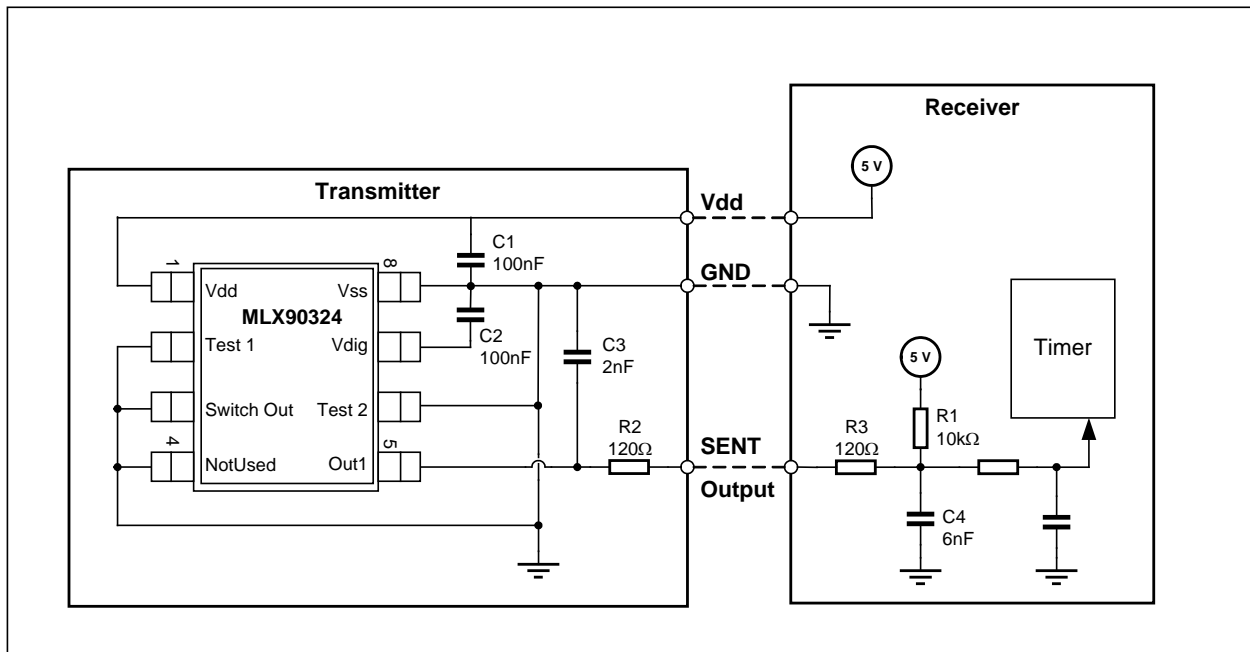 Receiver
5 V
Transmitter
Vdd
C1
100nF
GND
1
8
Vdd
Vss
MLX90324
Test 1
Vdig
C2
100nF
C3
2nF
5 V
Timer
Switch Out
Test 2
R1
10kΩ
4
5
NotUsed
Out1
R2
120Ω
SENT
Output
R3
120Ω
C4
6nF